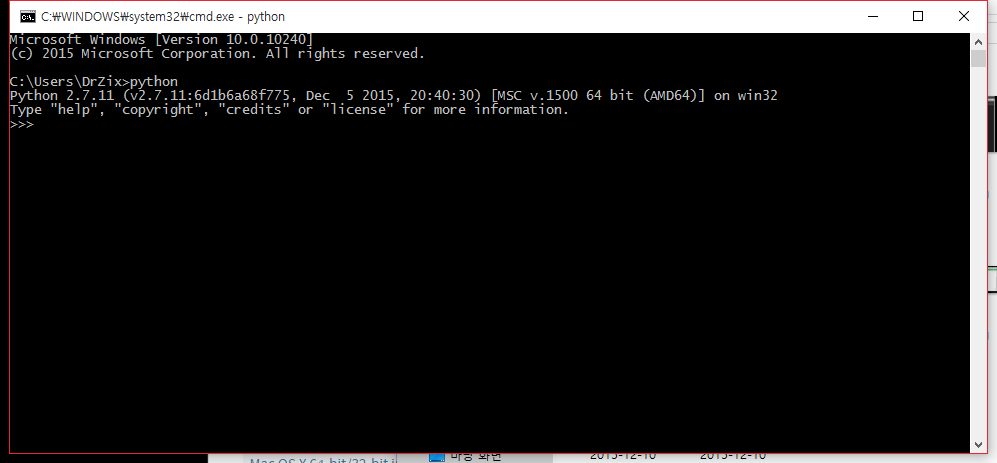 C:₩WINDOWS₩system32₩cmd.exe - python
Microsoft Windows [Version 10.0.10240]
(c) 2015 Microsoft Corporation. All rights reserved.
C:\Users\DrZix>python
Python 2.7.11 (v2.7.11:6d1b6a68f775, Dec  5 2015, 20:40:30) [MSC v.1500 64 bit (AMD64)] on win32
Type "help", "copyright", "credits" or "license" for more information.
>>>
Mac OS X 64-bit/32-bit 화면 2015-12-10 2015-12-10